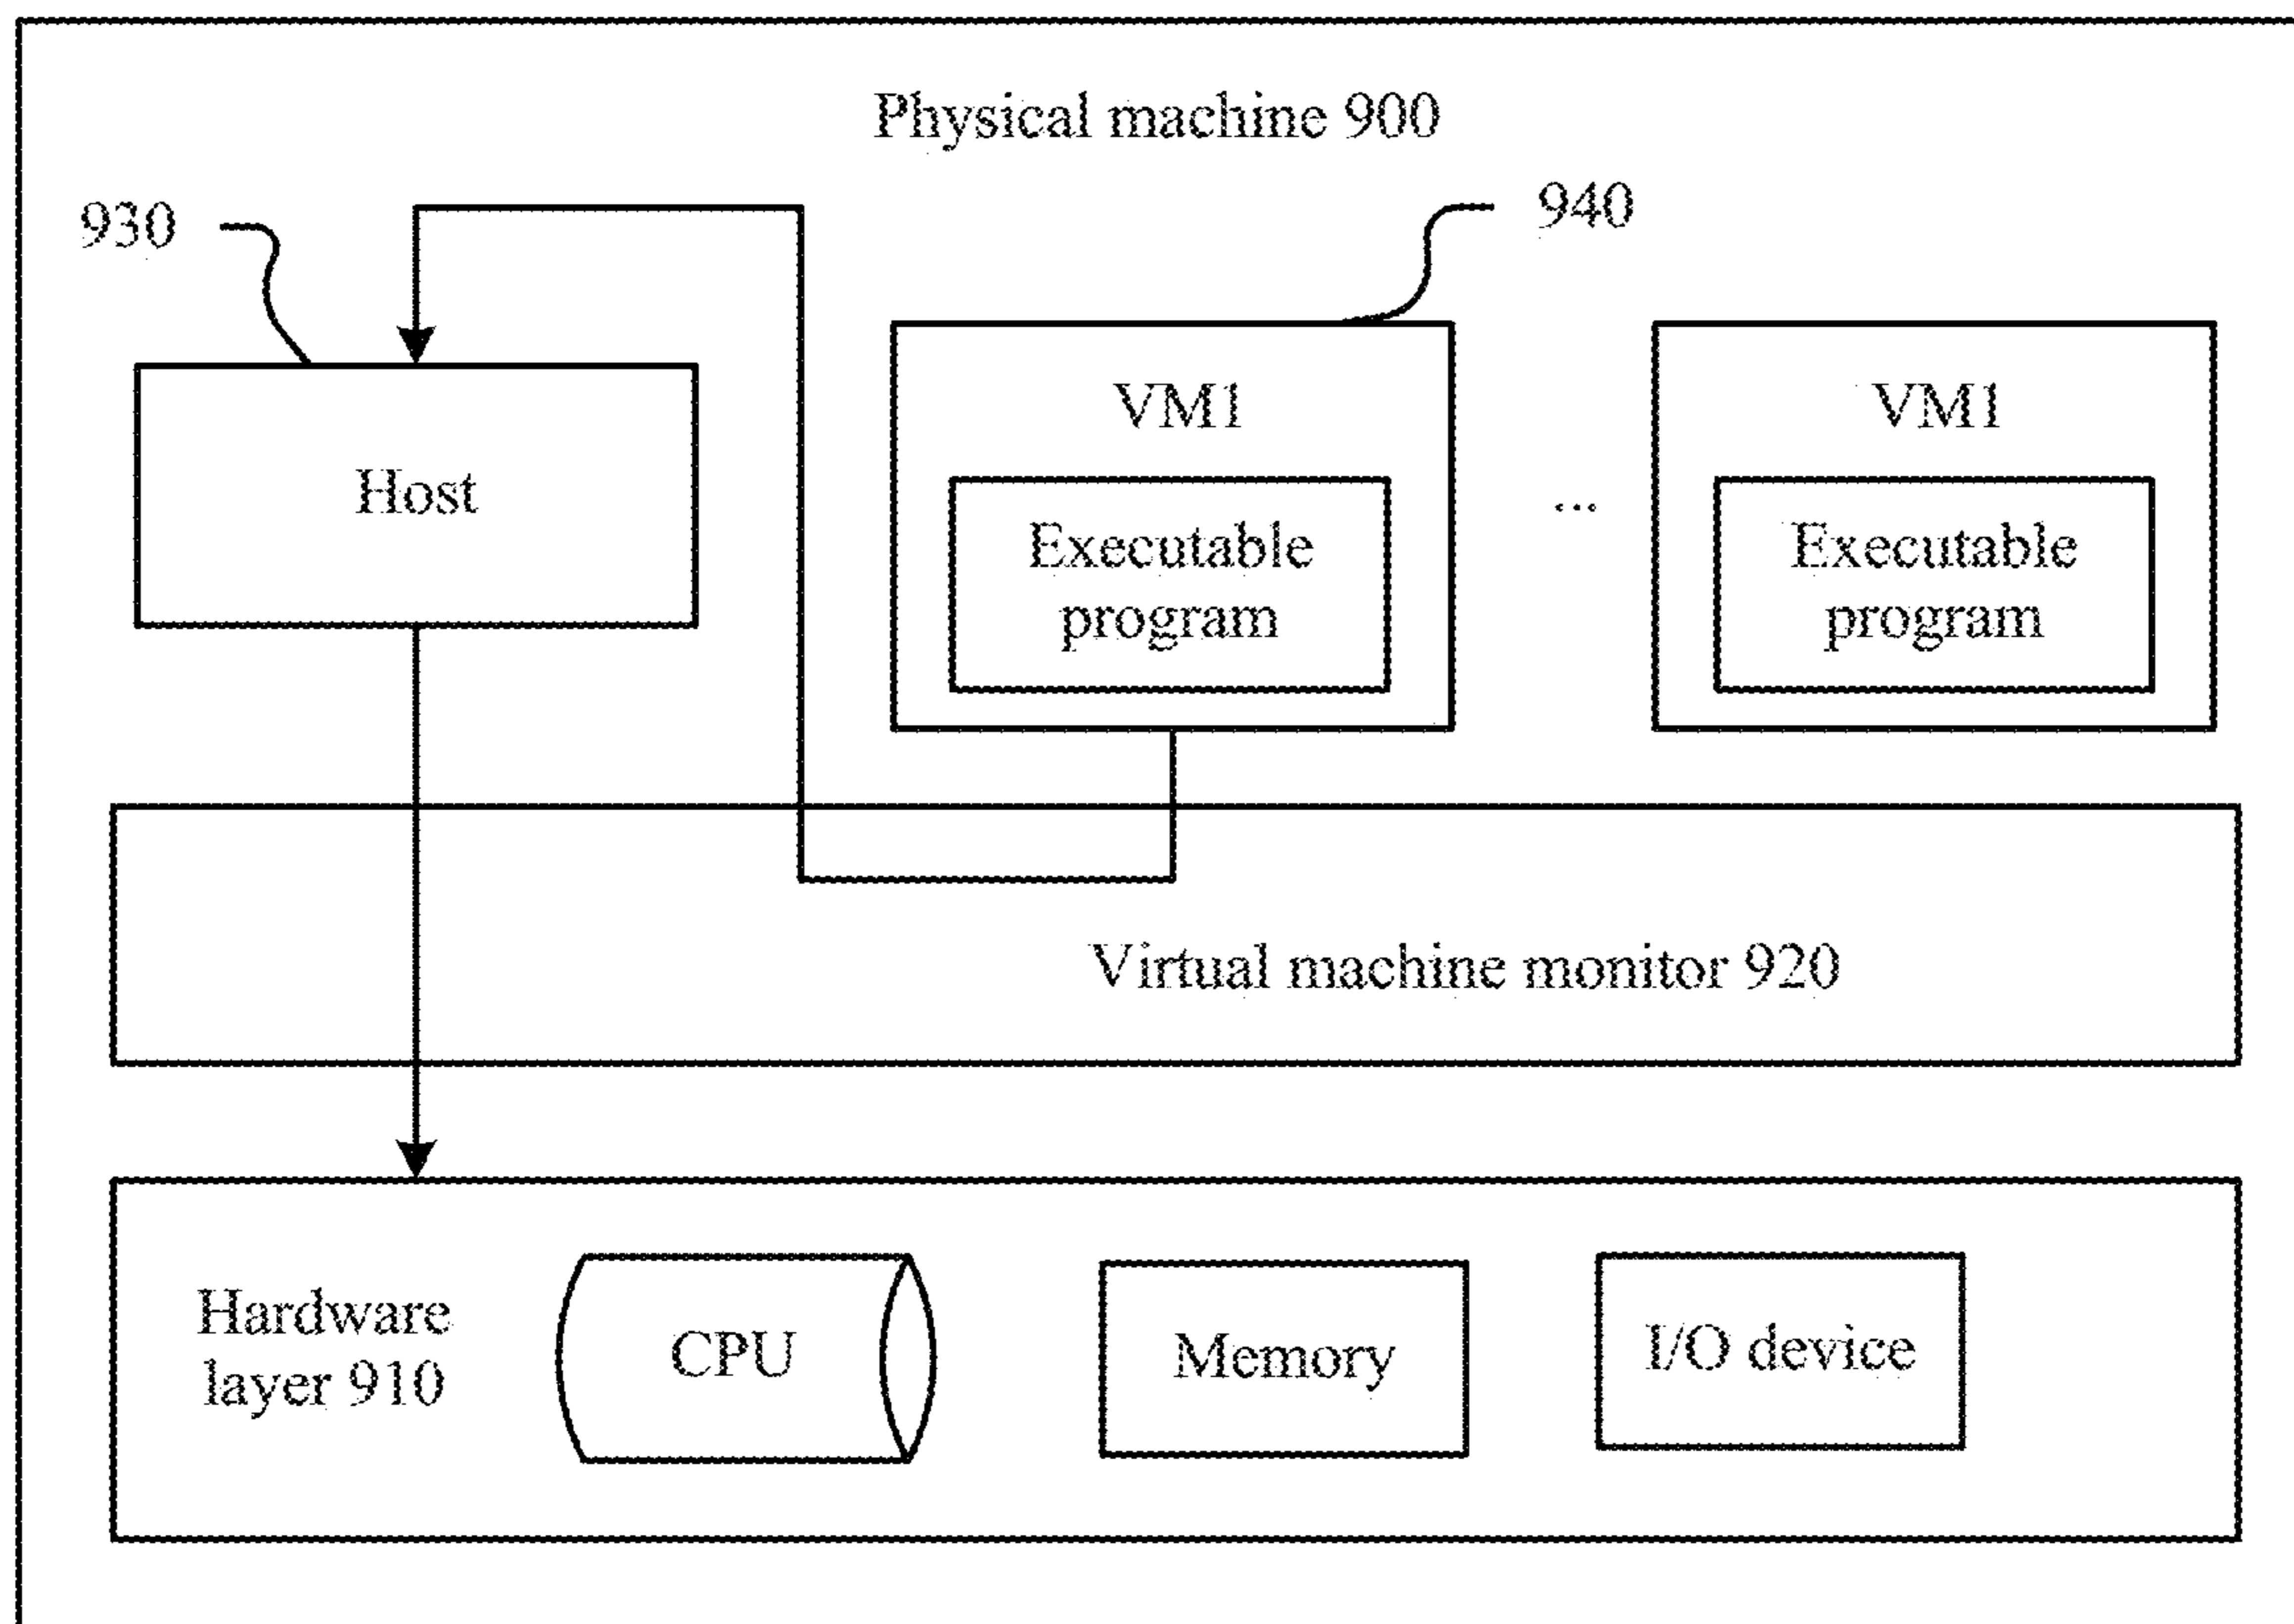 Physical machine 900
930
940
Host
VM1
Executable
program
...
VM1
Executable
program
Virtual machine monitor 920
Hardware
layer 910
CPU
Memory
I/O device